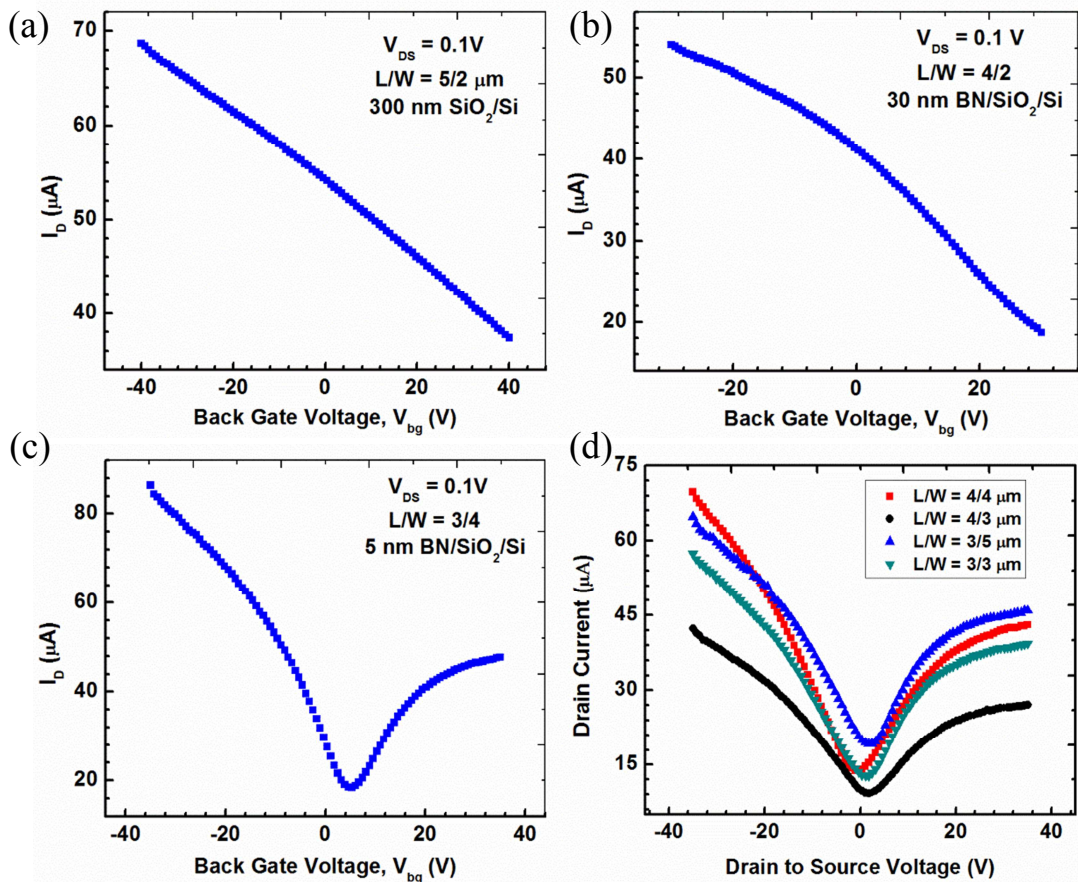 (a)
V_DS = 0.1V
L/W = 5/2 μm
300 nm SiO₂/Si
70
60
50
40
I_D (μA)
-40 -20 0 20 40
Back Gate Voltage, V_bg (V)
(b)
V_DS = 0.1 V
L/W = 4/2
30 nm BN/SiO₂/Si
50
40
30
20
I_D (μA)
-20 0 20
Back Gate Voltage, V_bg (V)
(c)
V_DS = 0.1V
L/W = 3/4
5 nm BN/SiO₂/Si
80
60
40
20
I_D (μA)
-40 -20 0 20 40
Back Gate Voltage, V_bg (V)
(d)
L/W = 4/4 μm
L/W = 4/3 μm
L/W = 3/5 μm
L/W = 3/3 μm
75
60
45
30
15
Drain Current (μA)
-40 -20 0 20 40
Drain to Source Voltage (V)